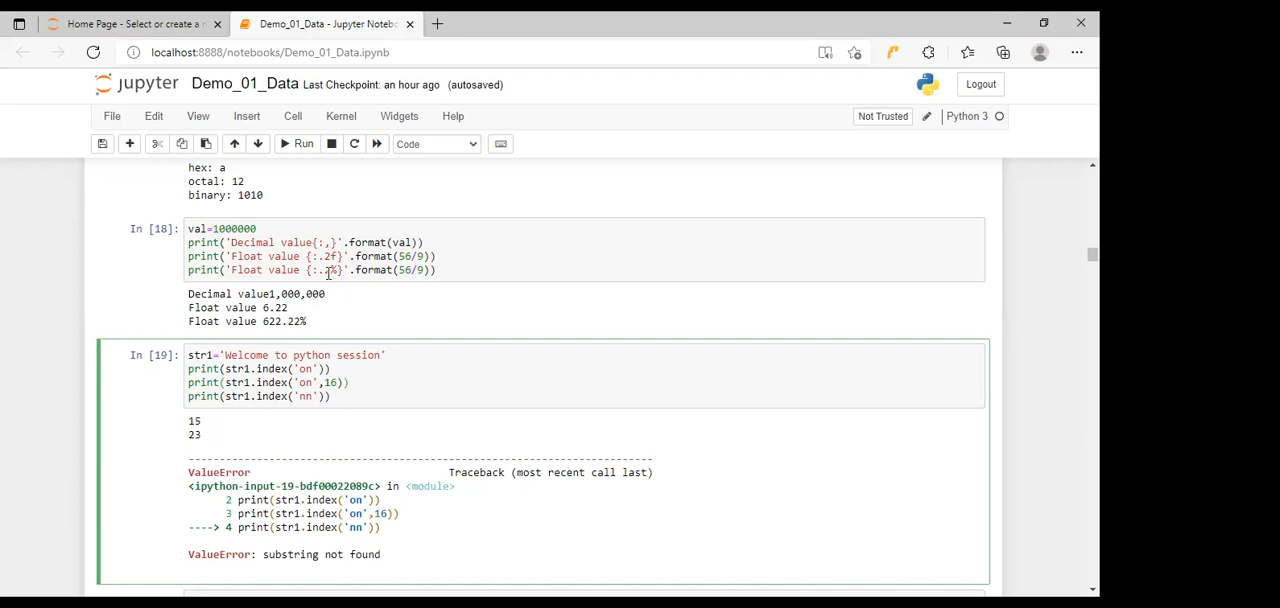 Home Page - Select or create a n
Demo_01_Data - Jupyter Notebo
localhost:8888/notebooks/Demo_01_Data.ipynb
jupyter Demo_01_Data Last Checkpoint: an hour ago (autosaved)
Logout
File Edit View Insert Cell Kernel Widgets Help
Not Trusted
Python 3
Run
Code
hex: a
octal: 12
binary: 1010
In [18]: val=1000000
print('Decimal value{:,}'.format(val))
print('Float value {:.2f}'.format(56/9))
print('Float value {:.2%}'.format(56/9))
Decimal value1,000,000
Float value 6.22
Float value 622.22%
In [19]: str1='Welcome to python session'
print(str1.index('on'))
print(str1.index('on',16))
print(str1.index('nn'))
15
23
---------------------------------------------------------------------------
ValueError Traceback (most recent call last)
<ipython-input-19-bdf00022089c> in <module>
2 print(str1.index('on'))
3 print(str1.index('on',16))
----> 4 print(str1.index('nn'))
ValueError: substring not found